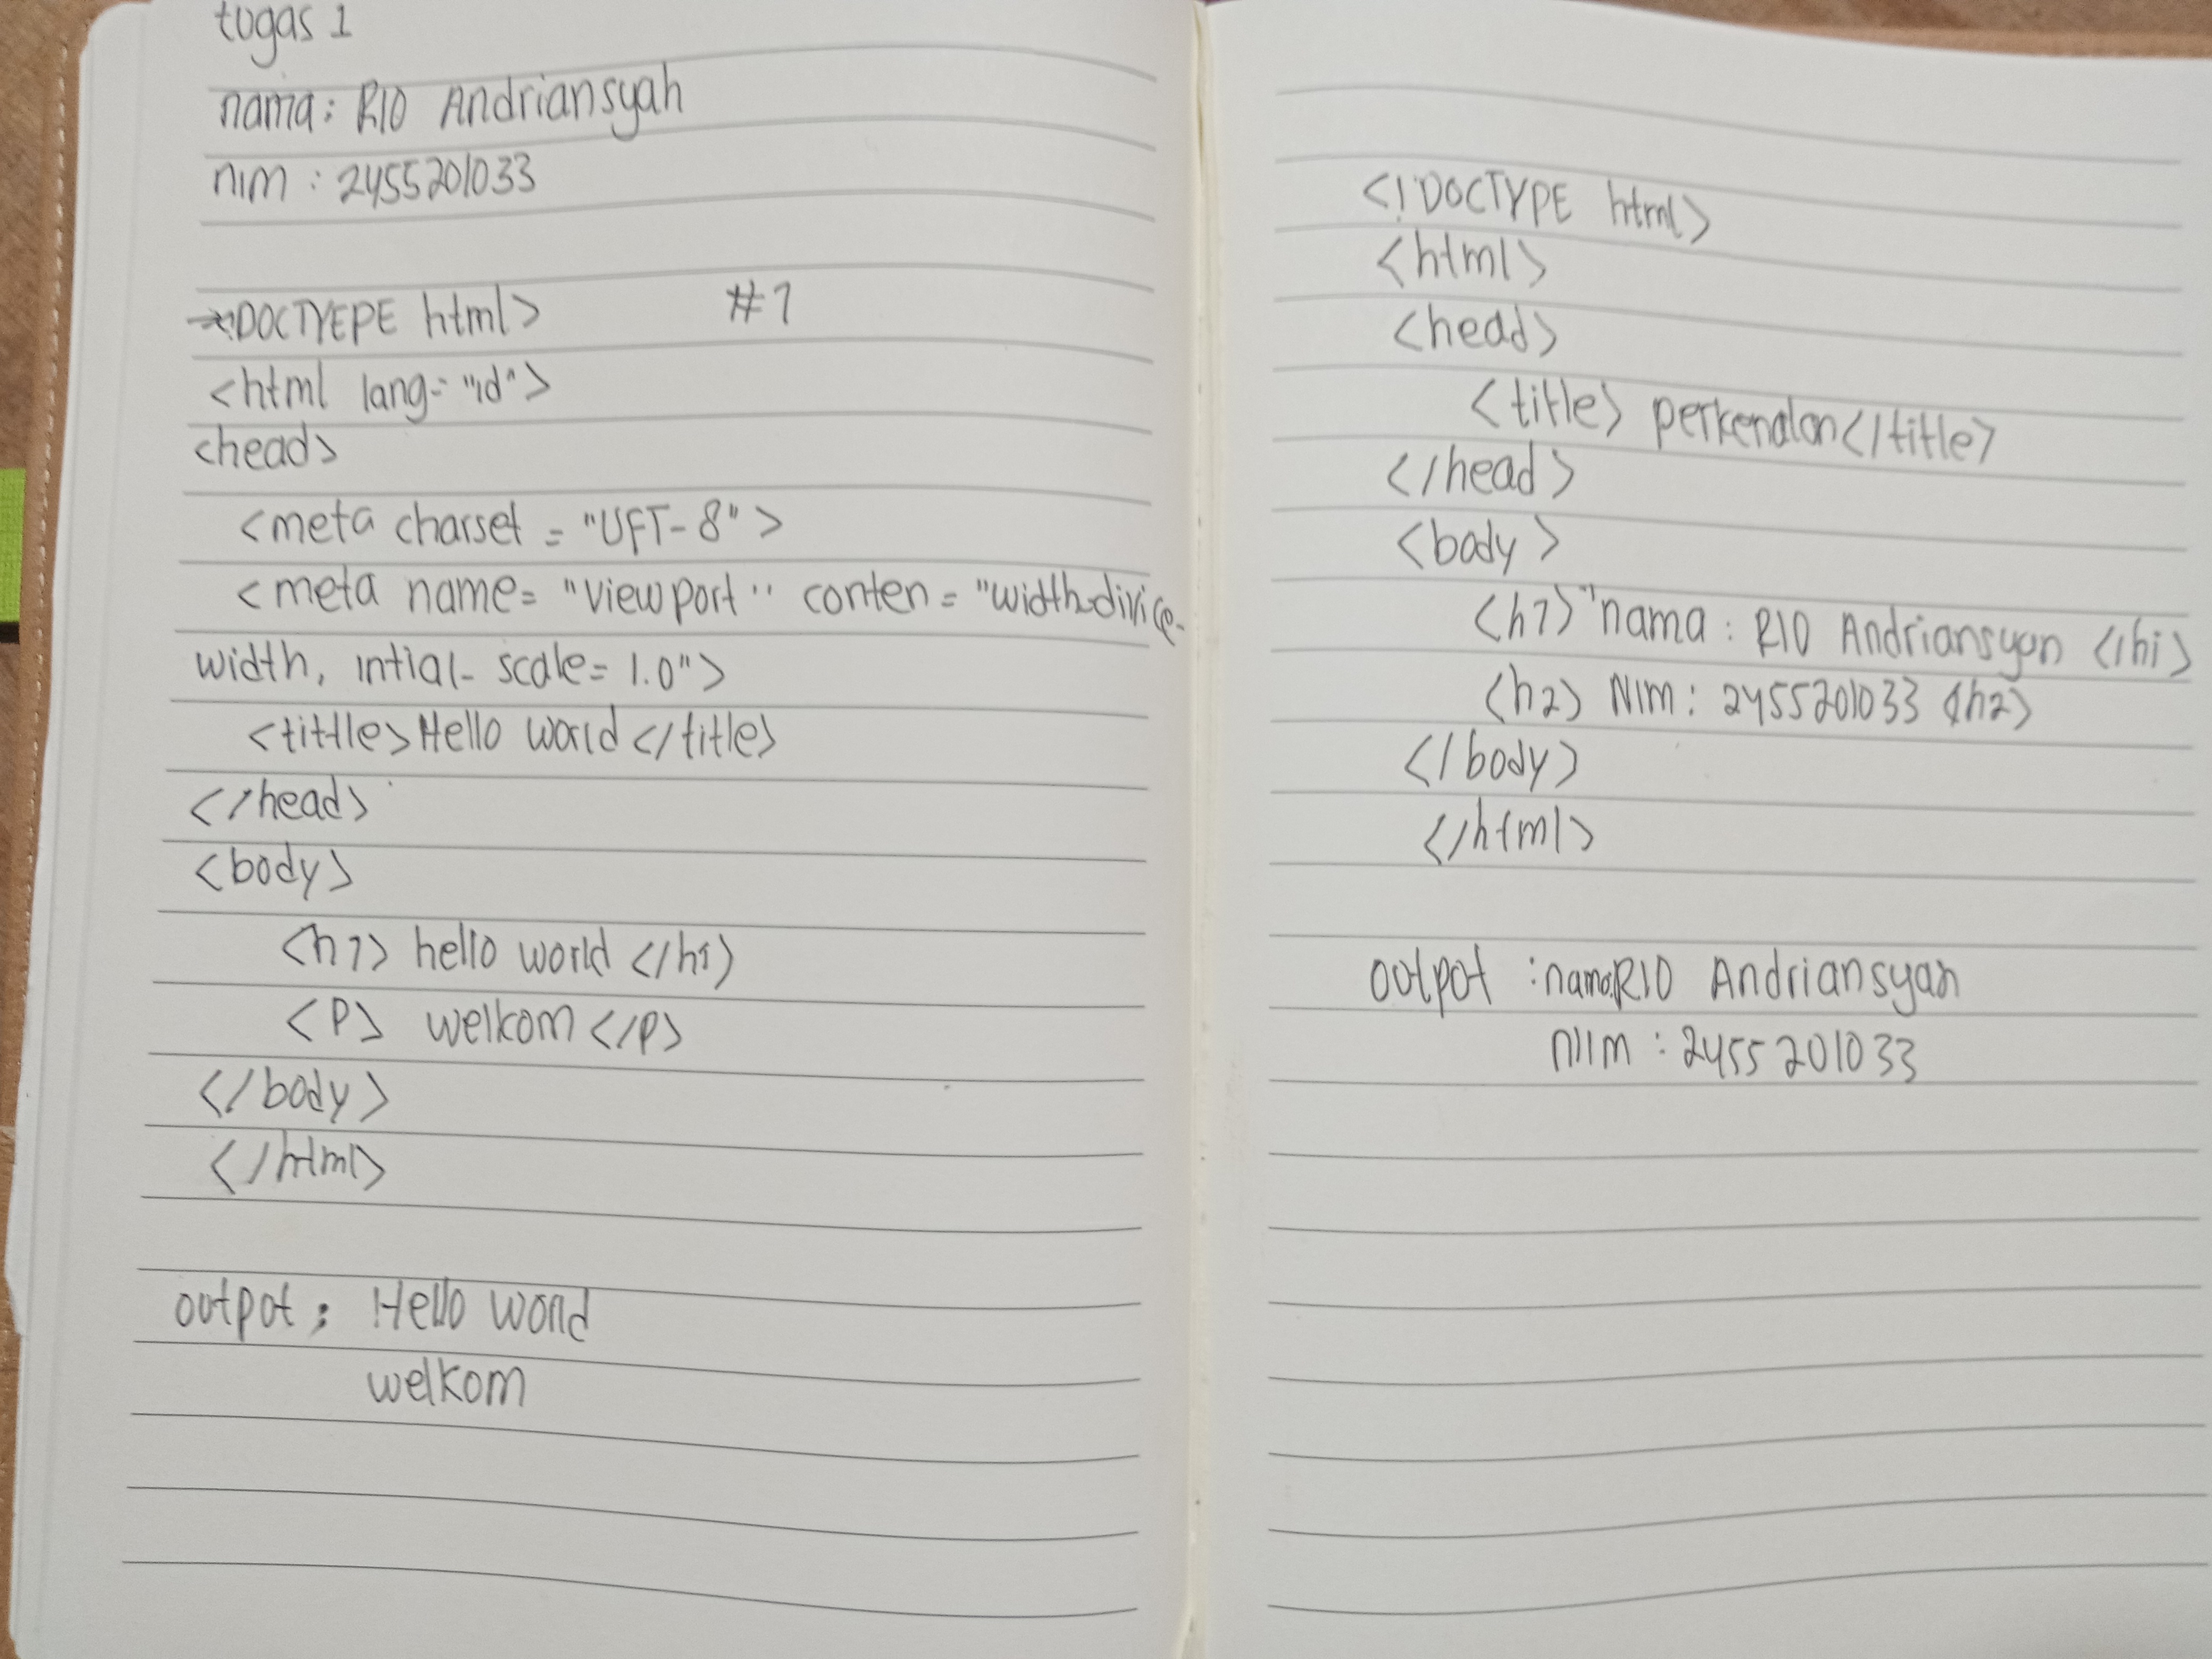 tugas 1
nama: RIO Andriansyah
nim : 2455201033
<!DOCTYEPE html> #1
<html lang="id">
<head>
<meta charset = "UFT-8">
<meta name= "viewport" conten = "width=divice-
width, intial-scale=1.0">
<tittle>Hello world</title>
</head>
<body>
<h1> hello world </h1>
<p> welkom</p>
</body>
</html>
outpot : Hello world
welkom
<!DOCTYPE html>
<html>
<head>
<title> perkenalan</title>
</head>
<body>
<h1>"nama : RIO Andriansyah </h1>
<h2> NIM : 2455201033 </h2>
</body>
</html>
outpot : nama:RIO Andriansyah
niim : 2455201033